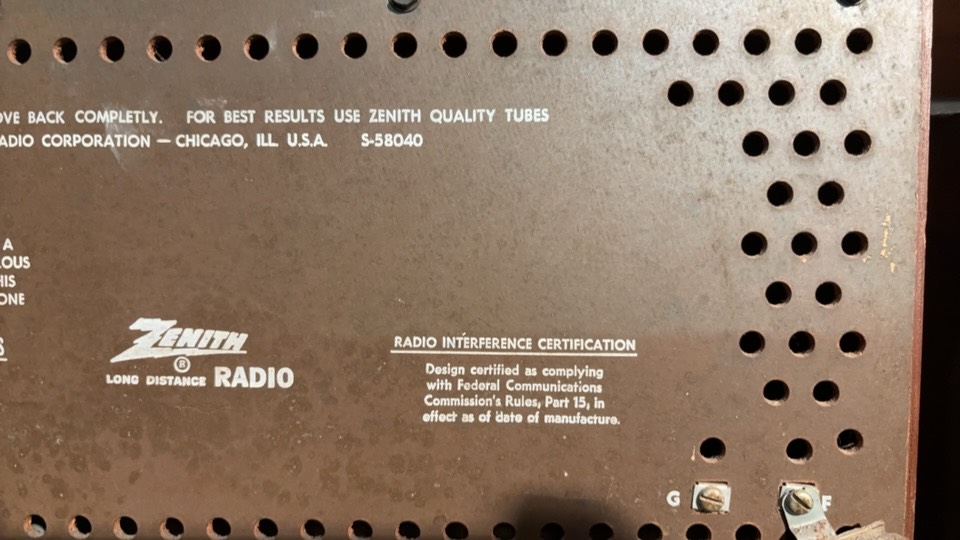 OVE BACK COMPLETLY. FOR BEST RESULTS USE ZENITH QUALITY TUBES
ADIO CORPORATION — CHICAGO, ILL. U.S.A. S-58040
A
LOUS
HIS
ONE
S
ZENITH
®
LONG DISTANCE RADIO
RADIO INTERFERENCE CERTIFICATION
Design certified as complying
with Federal Communications
Commission's Rules, Part 15, in
effect as of date of manufacture.
G
F